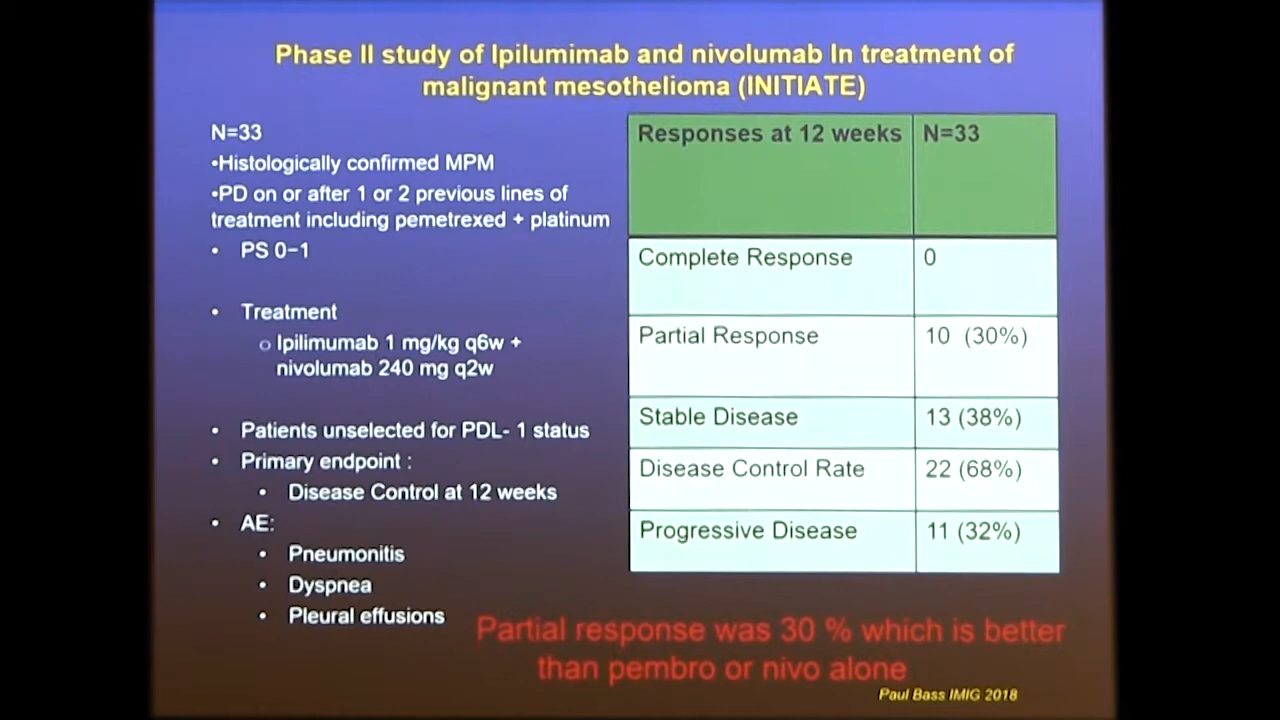 Phase II study of Ipilumimab and nivolumab In treatment of
malignant mesothelioma (INITIATE)
N=33
•Histologically confirmed MPM
•PD on or after 1 or 2 previous lines of
treatment including pemetrexed + platinum
• PS 0–1
• Treatment
o Ipilimumab 1 mg/kg q6w +
nivolumab 240 mg q2w
• Patients unselected for PDL- 1 status
• Primary endpoint :
• Disease Control at 12 weeks
• AE:
• Pneumonitis
• Dyspnea
• Pleural effusions
Responses at 12 weeks N=33
Complete Response 0
Partial Response 10 (30%)
Stable Disease 13 (38%)
Disease Control Rate 22 (68%)
Progressive Disease 11 (32%)
Partial response was 30 % which is better
than pembro or nivo alone
Paul Bass IMIG 2018